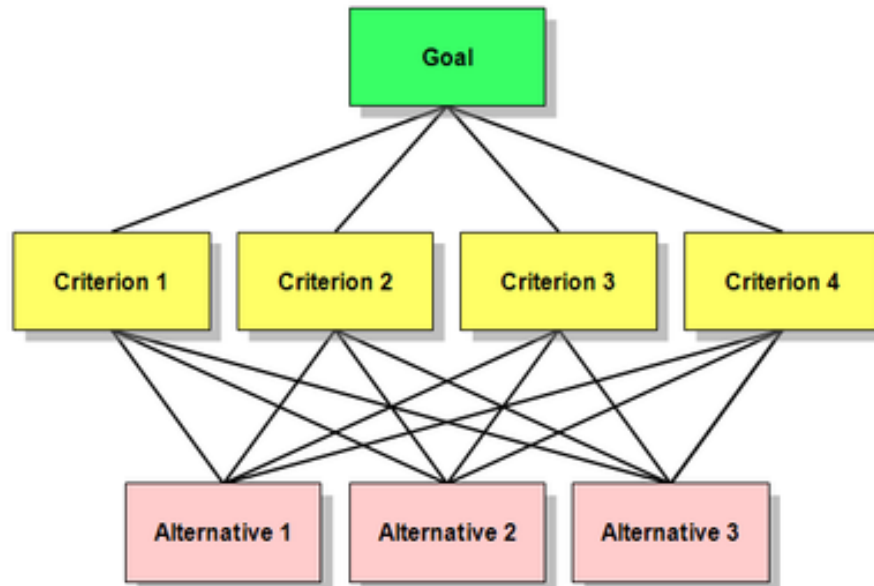 Goal
Criterion 1
Criterion 2
Criterion 3
Criterion 4
Alternative 1
Alternative 2
Alternative 3